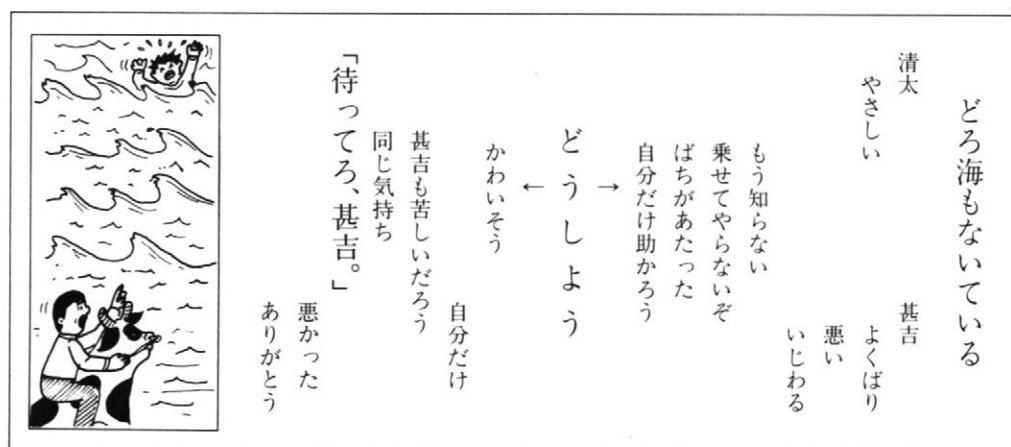 どろ海もないている
清太
やさしい
甚吉
よくばり
悪い
いじわる
もう知らない
乗せてやらないぞ
ばちがあたった
自分だけ助かろう
→
どうしよう
←
かわいそう
自分だけ
甚吉も苦しいだろう
同じ気持ち
「待ってろ、甚吉。」
悪かった
ありがとう